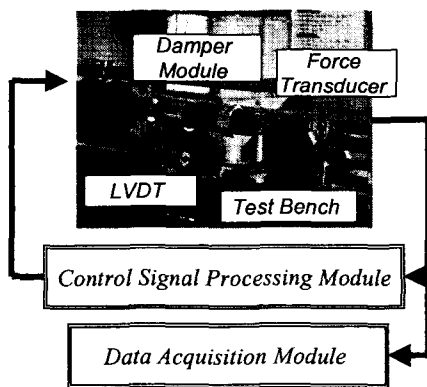 Damper
Module
Force
Transducer
LVDT
Test Bench
Control Signal Processing Module
Data Acquisition Module